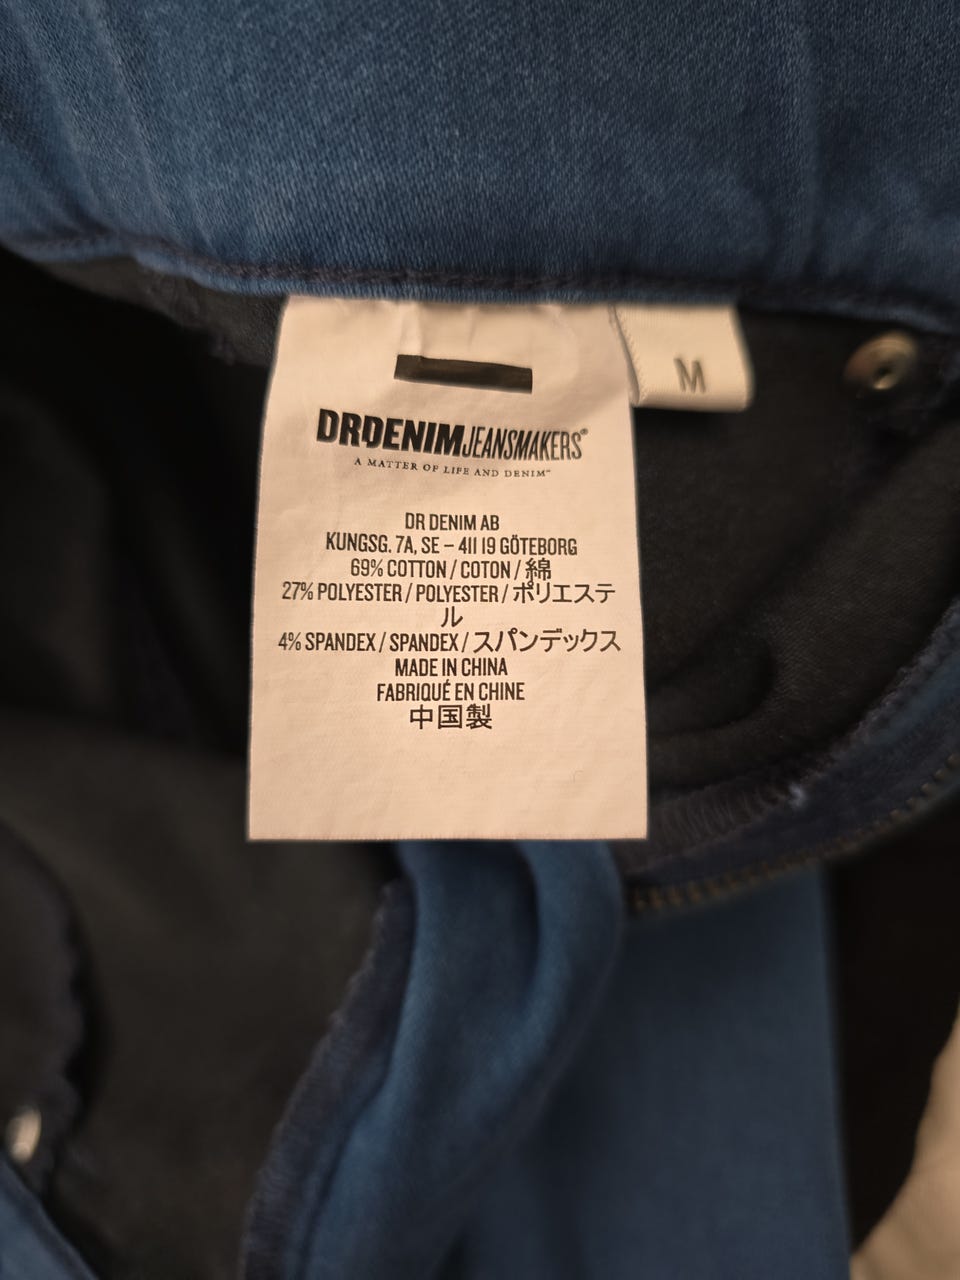 DRDENIMJEANSMAKERS®
A MATTER OF LIFE AND DENIM™
DR DENIM AB
KUNGSG. 7A, SE – 411 19 GÖTEBORG
69% COTTON / COTON / 綿
27% POLYESTER / POLYESTER / ポリエステ
ル
4% SPANDEX / SPANDEX / スパンデックス
MADE IN CHINA
FABRIQUÉ EN CHINE
中国製
M